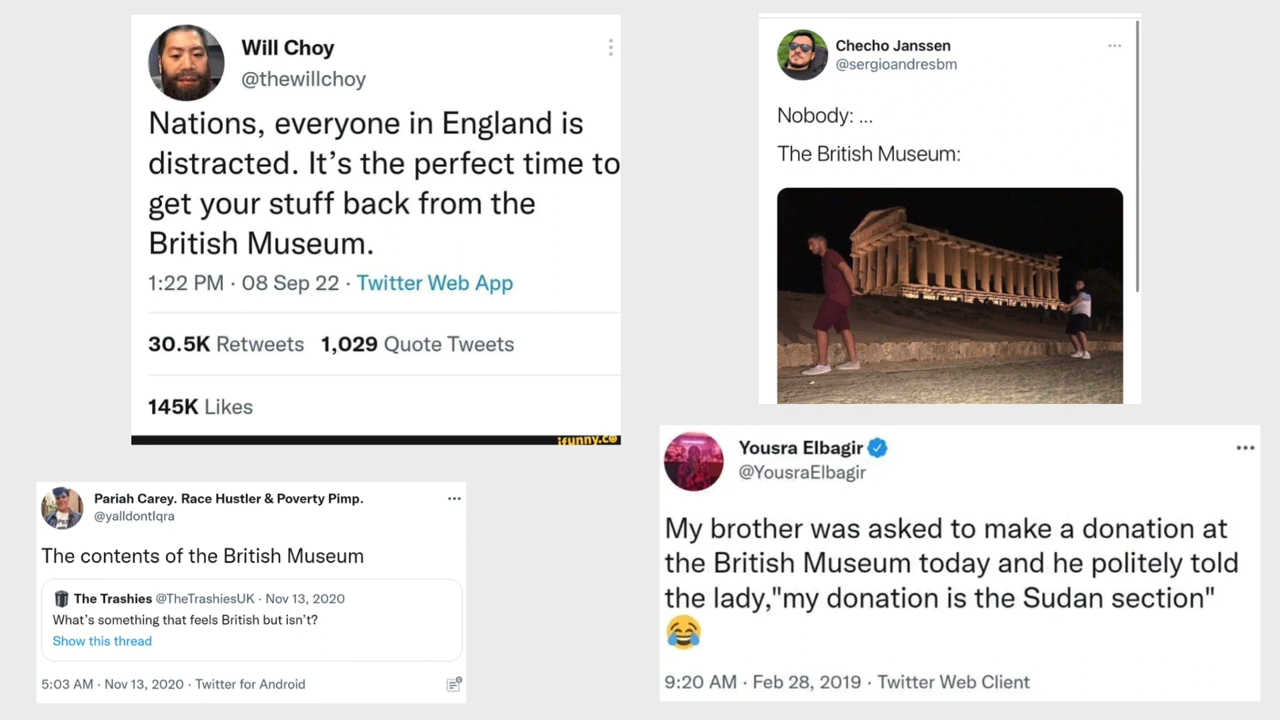 Will Choy
@thewillchoy
Nations, everyone in England is
distracted. It’s the perfect time to
get your stuff back from the
British Museum.
1:22 PM · 08 Sep 22 · Twitter Web App
30.5K Retweets 1,029 Quote Tweets
145K Likes
ifunny.co
Checho Janssen
@sergioandresbm
Nobody: ...
The British Museum:
Pariah Carey. Race Hustler & Poverty Pimp.
@yalldontlqra
The contents of the British Museum
The Trashies @TheTrashiesUK · Nov 13, 2020
What’s something that feels British but isn’t?
Show this thread
5:03 AM · Nov 13, 2020 · Twitter for Android
Yousra Elbagir
@YousraElbagir
My brother was asked to make a donation at
the British Museum today and he politely told
the lady,"my donation is the Sudan section"
😂
9:20 AM · Feb 28, 2019 · Twitter Web Client